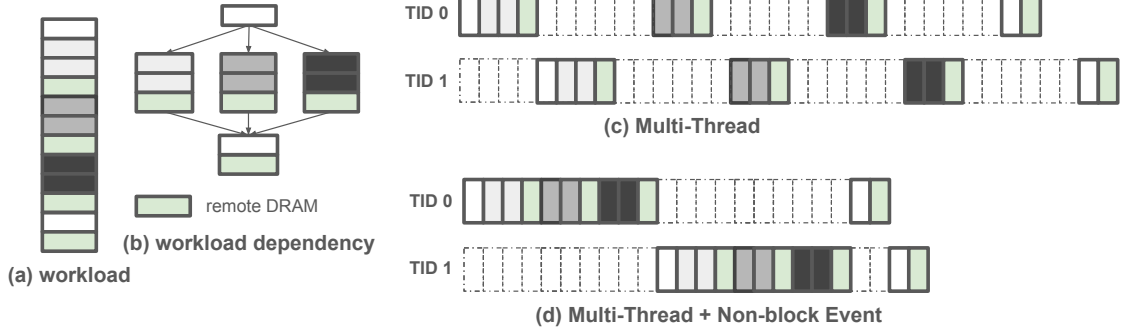 TID 0
TID 1
(c) Multi-Thread
remote DRAM
(b) workload dependency
(a) workload
TID 0
TID 1
(d) Multi-Thread + Non-block Event